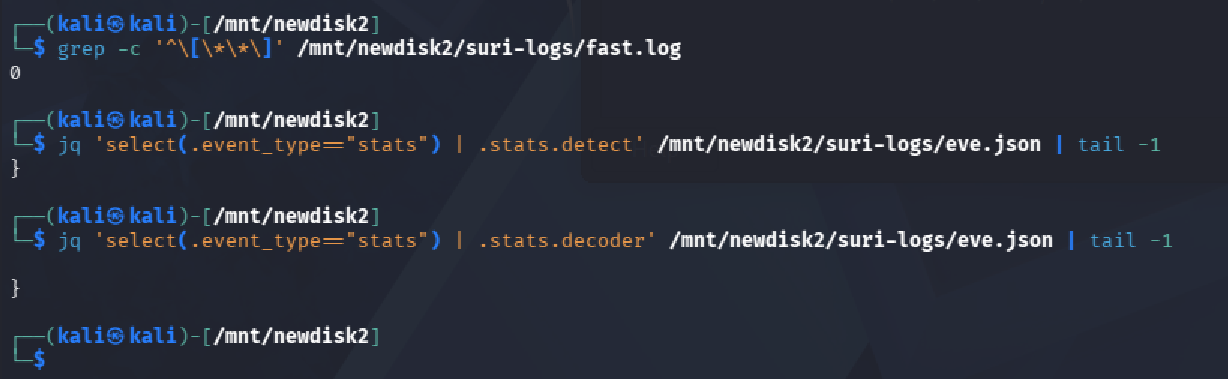 ┌──(kali㉿kali)-[/mnt/newdisk2]
└─$ grep -c '^\[\*\*\]' /mnt/newdisk2/suri-logs/fast.log
0
┌──(kali㉿kali)-[/mnt/newdisk2]
└─$ jq 'select(.event_type=="stats") | .stats.detect' /mnt/newdisk2/suri-logs/eve.json | tail -1
}
┌──(kali㉿kali)-[/mnt/newdisk2]
└─$ jq 'select(.event_type=="stats") | .stats.decoder' /mnt/newdisk2/suri-logs/eve.json | tail -1
}
┌──(kali㉿kali)-[/mnt/newdisk2]
└─$